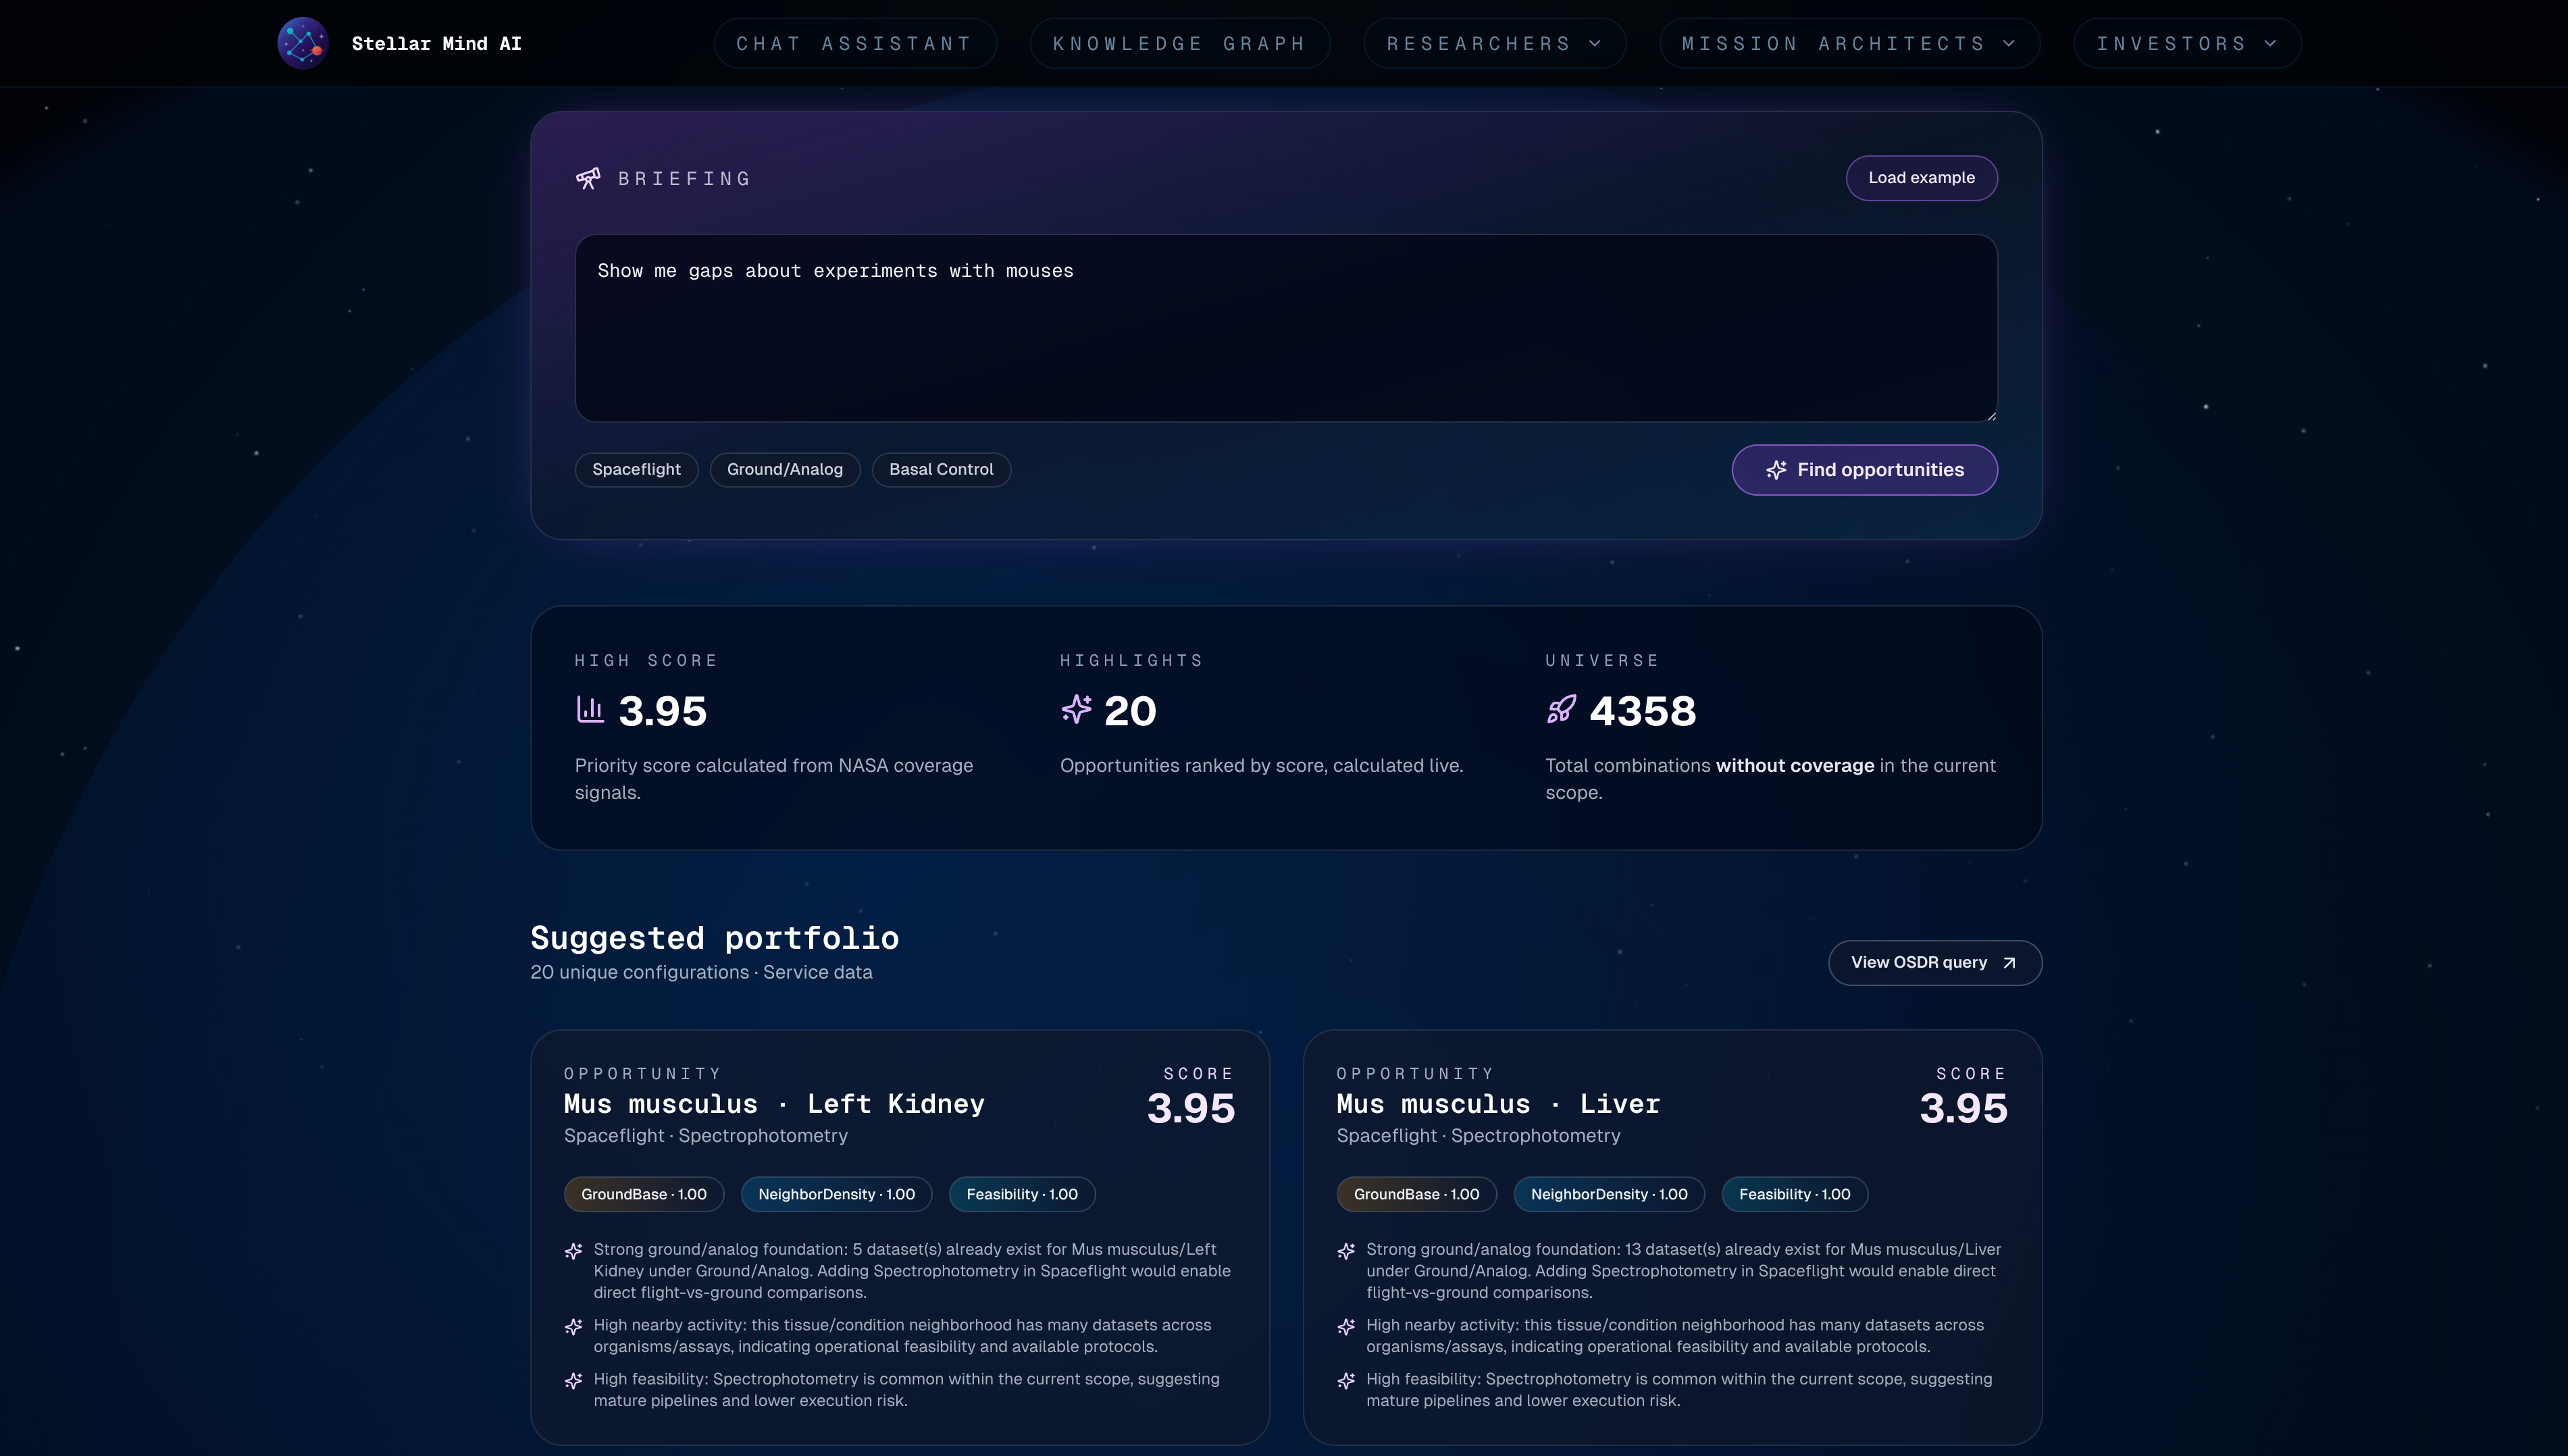 Stellar Mind AI
CHAT ASSISTANT
KNOWLEDGE GRAPH
RESEARCHERS
MISSION ARCHITECTS
INVESTORS
BRIEFING
Load example
Show me gaps about experiments with mouses
Spaceflight
Ground/Analog
Basal Control
Find opportunities
HIGH SCORE
3.95
Priority score calculated from NASA coverage
signals.
HIGHLIGHTS
20
Opportunities ranked by score, calculated live.
UNIVERSE
4358
Total combinations without coverage in the current
scope.
Suggested portfolio
20 unique configurations · Service data
View OSDR query
OPPORTUNITY
SCORE
Mus musculus · Left Kidney
3.95
Spaceflight · Spectrophotometry
GroundBase · 1.00
NeighborDensity · 1.00
Feasibility · 1.00
Strong ground/analog foundation: 5 dataset(s) already exist for Mus musculus/Left
Kidney under Ground/Analog. Adding Spectrophotometry in Spaceflight would enable
direct flight-vs-ground comparisons.
High nearby activity: this tissue/condition neighborhood has many datasets across
organisms/assays, indicating operational feasibility and available protocols.
High feasibility: Spectrophotometry is common within the current scope, suggesting
mature pipelines and lower execution risk.
OPPORTUNITY
SCORE
Mus musculus · Liver
3.95
Spaceflight · Spectrophotometry
GroundBase · 1.00
NeighborDensity · 1.00
Feasibility · 1.00
Strong ground/analog foundation: 13 dataset(s) already exist for Mus musculus/Liver
under Ground/Analog. Adding Spectrophotometry in Spaceflight would enable direct
flight-vs-ground comparisons.
High nearby activity: this tissue/condition neighborhood has many datasets across
organisms/assays, indicating operational feasibility and available protocols.
High feasibility: Spectrophotometry is common within the current scope, suggesting
mature pipelines and lower execution risk.